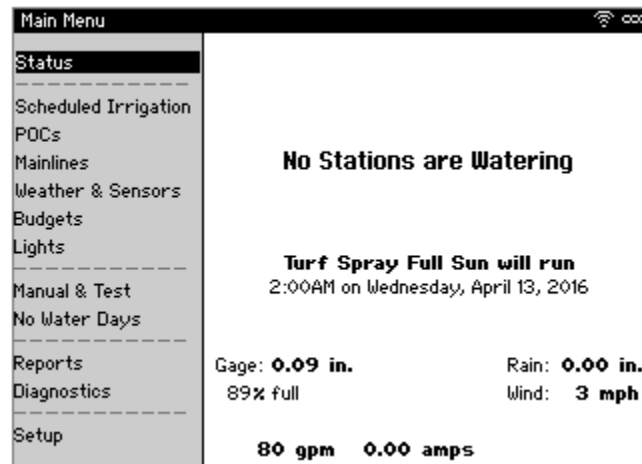 Main Menu
Status
Scheduled Irrigation
POCs
Mainlines
Weather & Sensors
Budgets
Lights
Manual & Test
No Water Days
Reports
Diagnostics
Setup
No Stations are Watering
Turf Spray Full Sun will run
2:00AM on Wednesday, April 13, 2016
Gage: 0.09 in. Rain: 0.00 in.
89% full Wind: 3 mph
80 gpm 0.00 amps